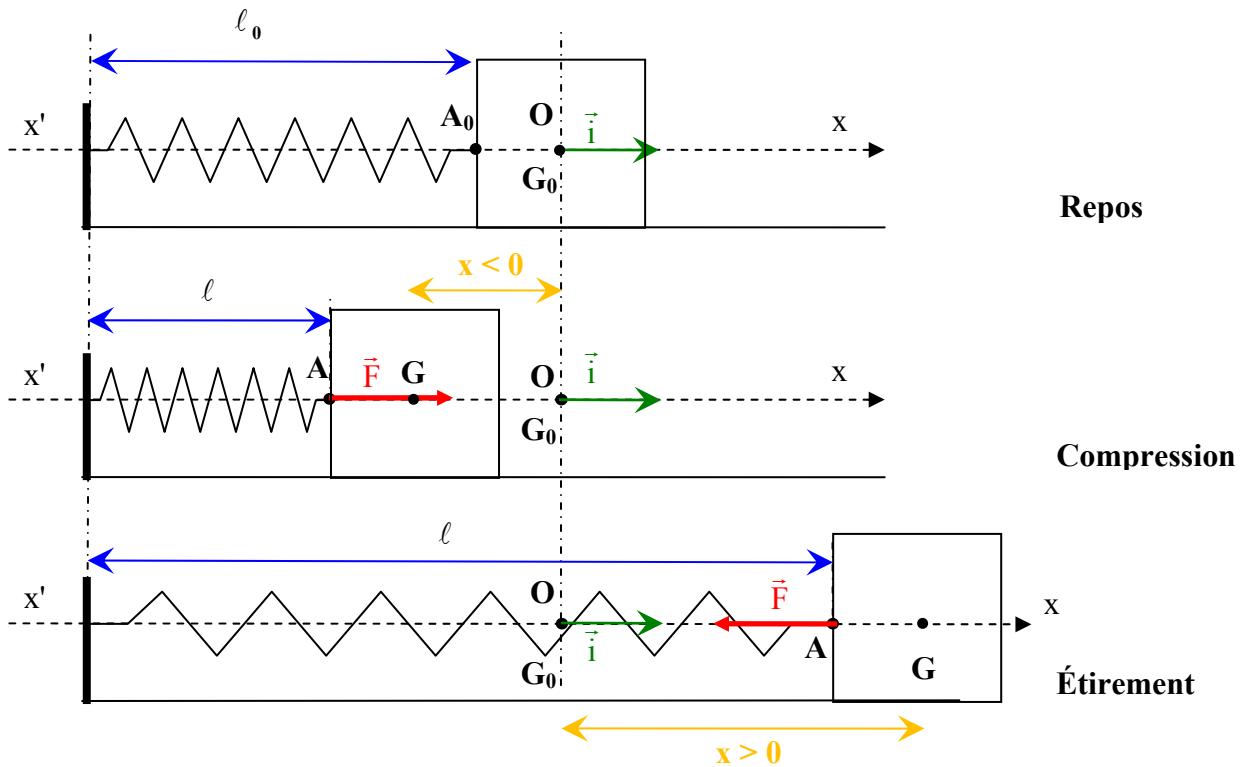 ℓ₀
x' A₀ O i⃗ x
G₀
Repos
x < 0
ℓ
x' A F⃗ G O i⃗ x
G₀
Compression
ℓ
x' O F⃗ x
i⃗ A
G₀ G
Étirement
x > 0